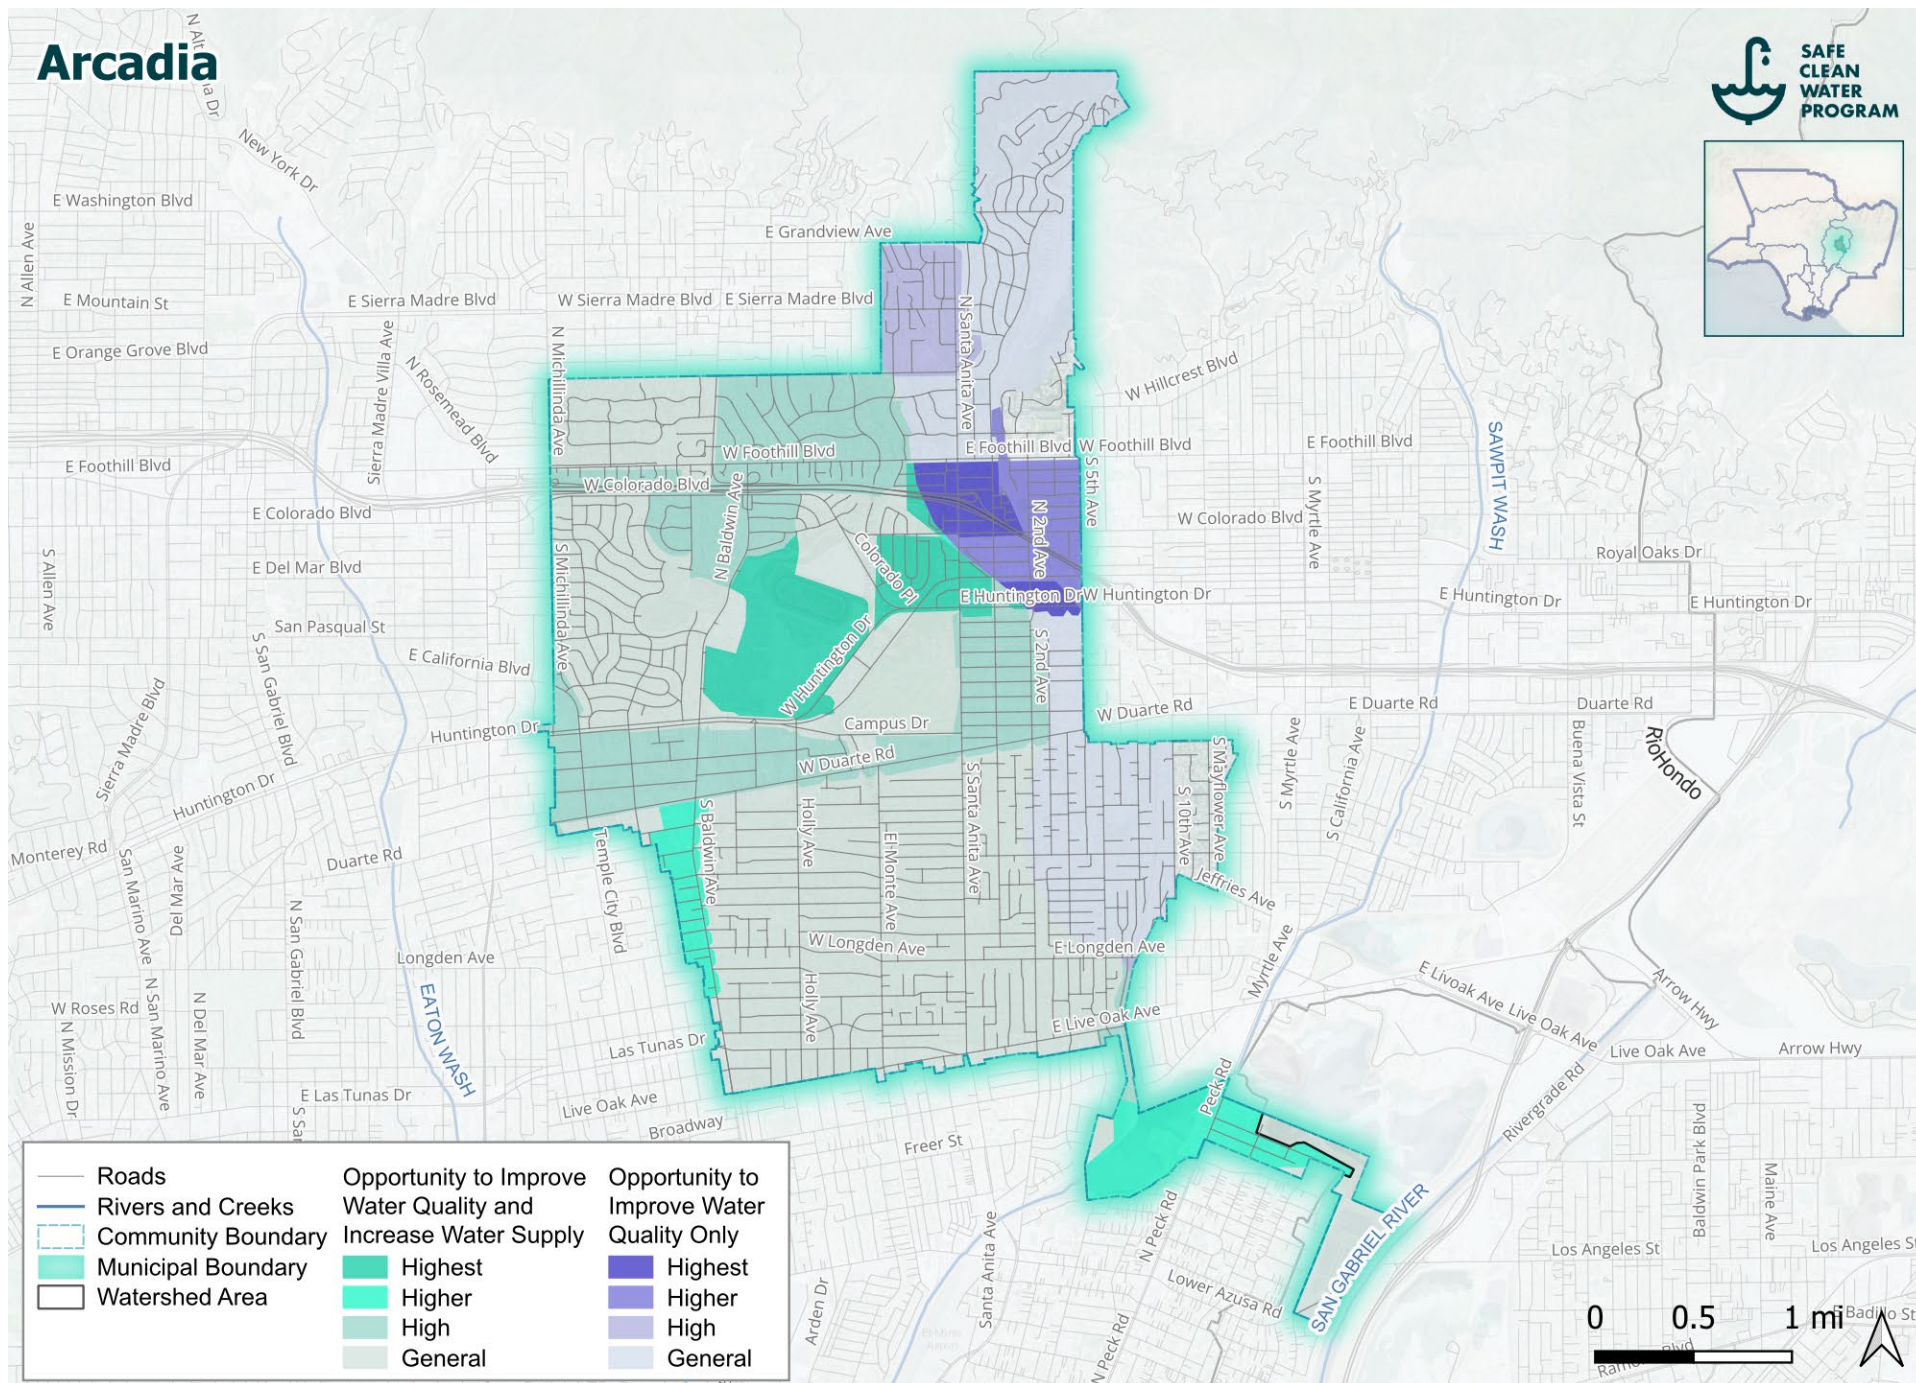 Arcadia
SAFE
CLEAN
WATER
PROGRAM
New York Dr
E Washington Blvd
N Allen Ave
E Grandview Ave
E Mountain St
E Sierra Madre Blvd
W Sierra Madre Blvd
E Sierra Madre Blvd
E Orange Grove Blvd
Sierra Madre Villa Ave
N Rosemead Blvd
N Michillinda Ave
N Santa Anita Ave
W Hillcrest Blvd
E Foothill Blvd
W Foothill Blvd
E Foothill Blvd
W Foothill Blvd
E Foothill Blvd
SAWPIT WASH
W Colorado Blvd
E Colorado Blvd
N Baldwin Ave
N 2nd Ave
S 5th Ave
W Colorado Blvd
S Myrtle Ave
S Allen Ave
E Del Mar Blvd
S Michillinda Ave
Colorado Pl
Royal Oaks Dr
E Huntington Dr
W Huntington Dr
E Huntington Dr
E Huntington Dr
San Pasqual St
E California Blvd
S San Gabriel Blvd
W Huntington Dr
S 2nd Ave
Sierra Madre Blvd
Huntington Dr
Campus Dr
W Duarte Rd
E Duarte Rd
Duarte Rd
W Duarte Rd
Huntington Dr
S Mayflower Ave
S Myrtle Ave
S California Ave
Buena Vista St
RioHondo
Monterey Rd
Duarte Rd
San Marino Ave
Del Mar Ave
N San Gabriel Blvd
Temple City Blvd
S Baldwin Ave
Holly Ave
El Monte Ave
S Santa Anita Ave
S 10th Ave
Jeffries Ave
Longden Ave
W Longden Ave
E Longden Ave
Myrtle Ave
E Livoak Ave
Live Oak Ave
Arrow Hwy
W Roses Rd
N Mission Dr
N San Marino Ave
N Del Mar Ave
EATON WASH
Holly Ave
Las Tunas Dr
E Live Oak Ave
Live Oak Ave
Arrow Hwy
E Las Tunas Dr
Live Oak Ave
Broadway
Freer St
Peck Rd
Rivergrade Rd
Baldwin Park Blvd
Maine Ave
N Peck Rd
Santa Anita Ave
Lower Azusa Rd
SAN GABRIEL RIVER
Los Angeles St
Los Angeles St
Arden Dr
N Peck Rd
E Badillo St
Roads
Rivers and Creeks
Community Boundary
Municipal Boundary
Watershed Area
Opportunity to Improve
Water Quality and
Increase Water Supply
Highest
Higher
High
General
Opportunity to
Improve Water
Quality Only
Highest
Higher
High
General
0 0.5 1 mi